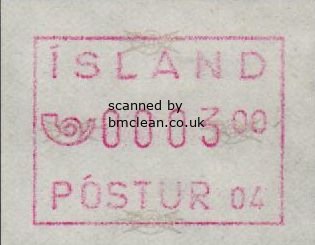 ÍSLAND
scanned by
0003 00
bmclean.co.uk
PÓSTUR 04